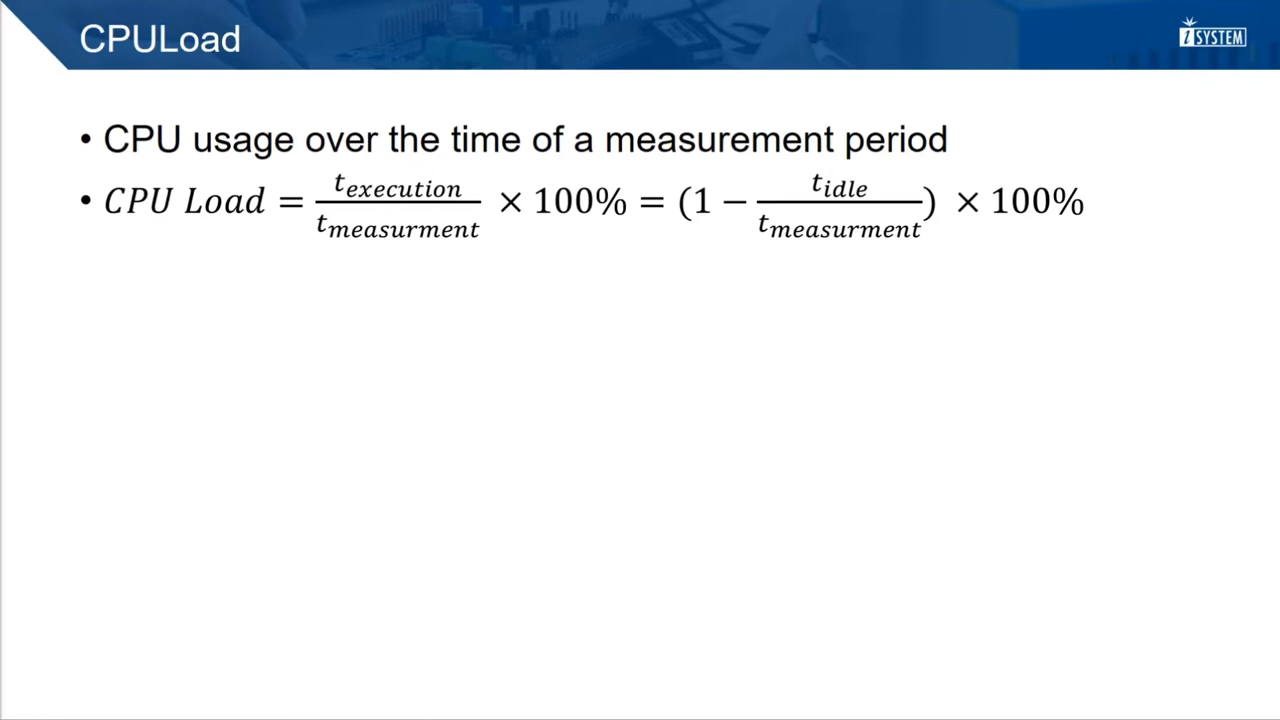 CPULoad
iSYSTEM
• CPU usage over the time of a measurement period
• CPU Load = t_execution / t_measurment × 100% = (1 − t_idle / t_measurment) × 100%